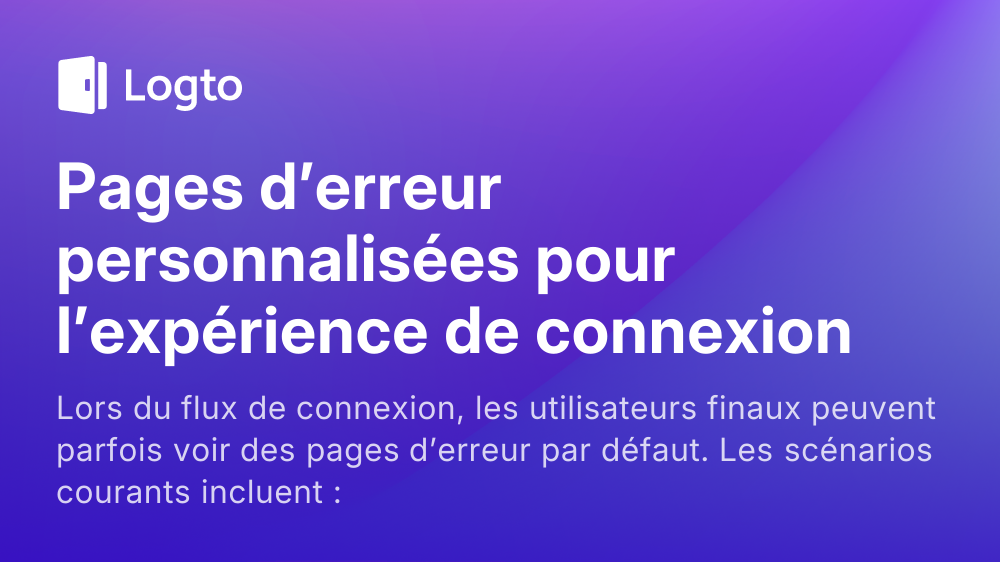 Logto
Pages d’erreur
personnalisées pour
l’expérience de connexion
Lors du flux de connexion, les utilisateurs finaux peuvent
parfois voir des pages d’erreur par défaut. Les scénarios
courants incluent :